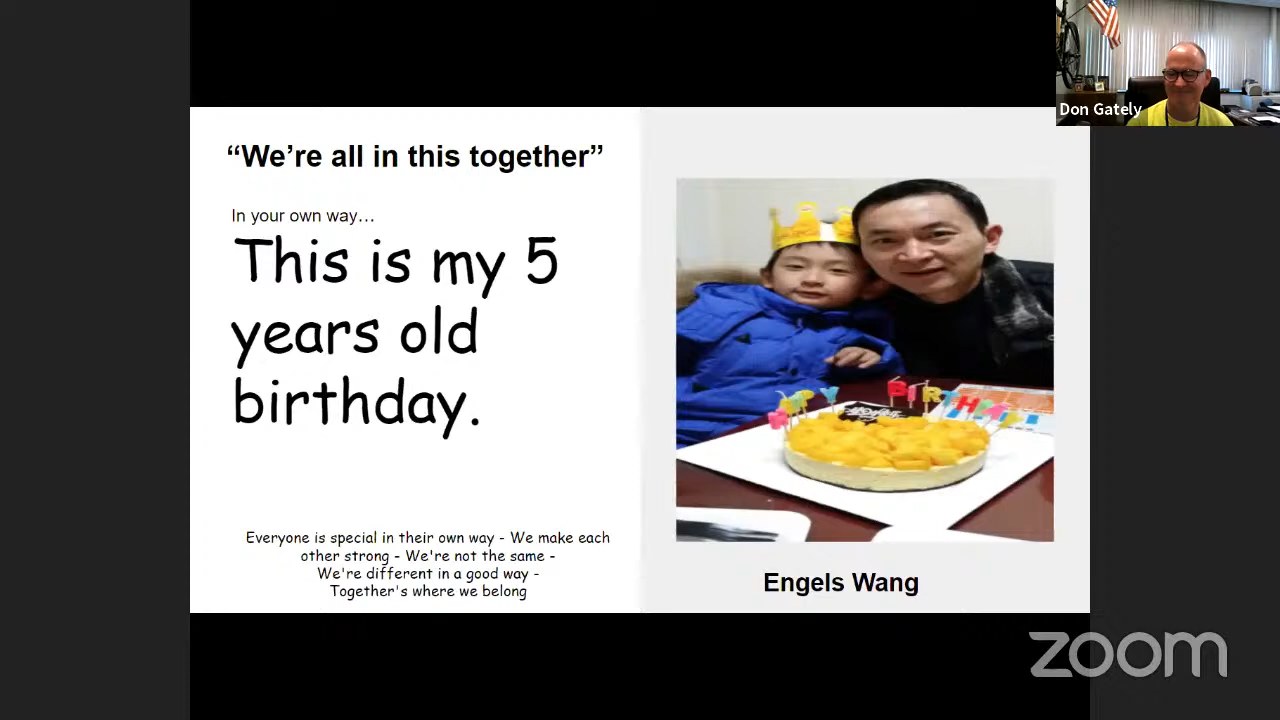 Don Gately
“We’re all in this together”
In your own way…
This is my 5
years old
birthday.
Everyone is special in their own way - We make each
other strong - We're not the same -
We're different in a good way -
Together's where we belong
Engels Wang
zoom